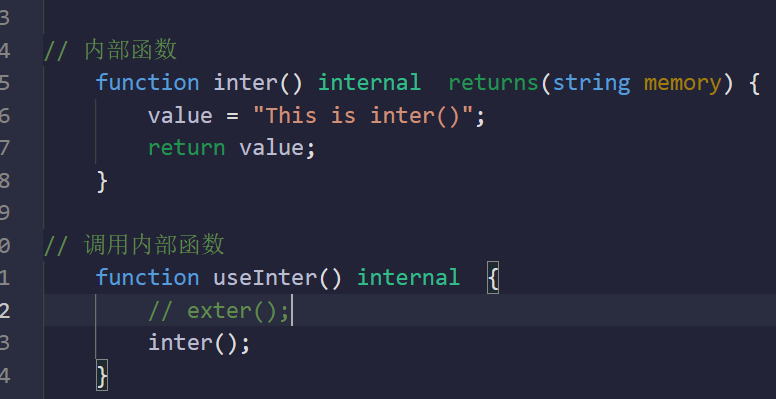 3
4 // 内部函数
5 function inter() internal  returns(string memory) {
6 value = "This is inter()";
7 return value;
8 }
9
0 // 调用内部函数
1 function useInter() internal  {
2 // exter();
3 inter();
4 }